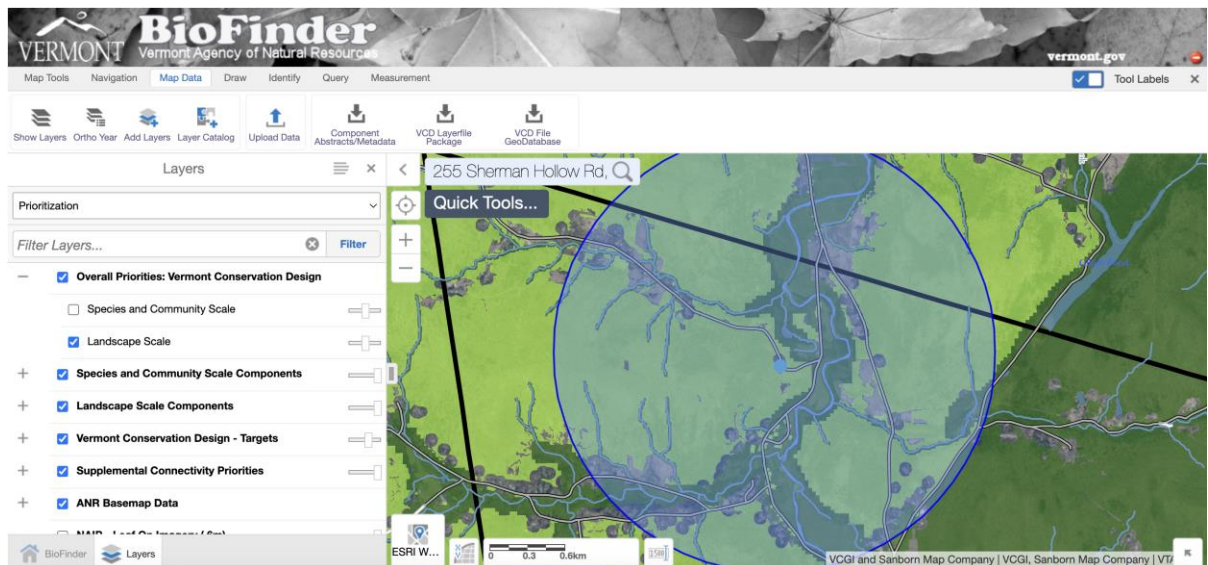 VERMONT
BioFinder
Vermont Agency of Natural Resources
vermont.gov
Map Tools Navigation Map Data Draw Identify Query Measurement
Tool Labels
Show Layers Ortho Year Add Layers Layer Catalog Upload Data Component Abstracts/Metadata VCD Layerfile Package VCD File GeoDatabase
Layers
255 Sherman Hollow Rd,
Prioritization
Quick Tools...
Filter Layers... Filter
Overall Priorities: Vermont Conservation Design
Species and Community Scale
Landscape Scale
Species and Community Scale Components
Landscape Scale Components
Vermont Conservation Design - Targets
Supplemental Connectivity Priorities
ANR Basemap Data
BioFinder Layers
ESRI W...
0 0.3 0.6km
VCGI and Sanborn Map Company | VCGI, Sanborn Map Company | VTA